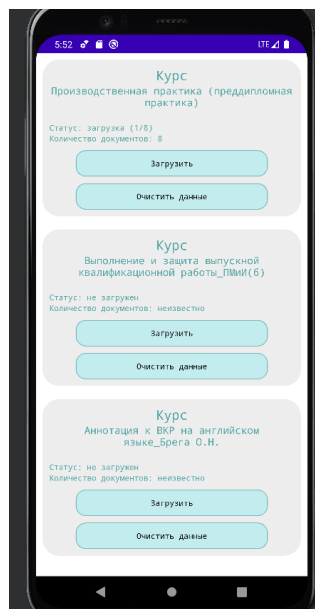 5:52
LTE
Курс
Производственная практика (преддипломная
практика)
Статус: загрузка (1/8)
Количество документов: 8
Загрузить
Очистить данные
Курс
Выполнение и защита выпускной
квалификационной работы_ПМиИ(б)
Статус: не загружен
Количество документов: неизвестно
Загрузить
Очистить данные
Курс
Аннотация к ВКР на английском
языке_Брега О.Н.
Статус: не загружен
Количество документов: неизвестно
Загрузить
Очистить данные